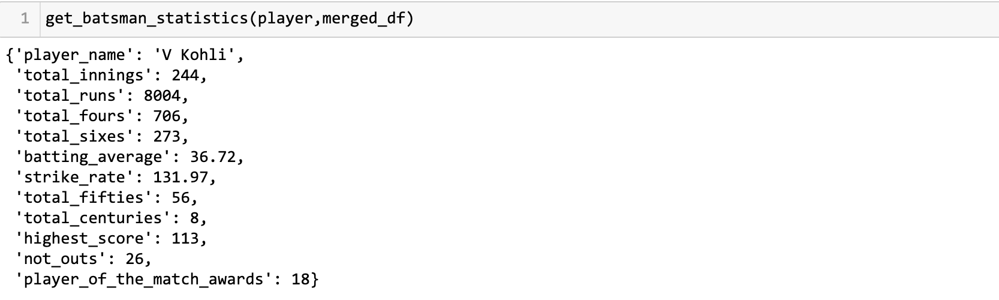 1 get_batsman_statistics(player,merged_df)
{'player_name': 'V Kohli',
'total_innings': 244,
'total_runs': 8004,
'total_fours': 706,
'total_sixes': 273,
'batting_average': 36.72,
'strike_rate': 131.97,
'total_fifties': 56,
'total_centuries': 8,
'highest_score': 113,
'not_outs': 26,
'player_of_the_match_awards': 18}